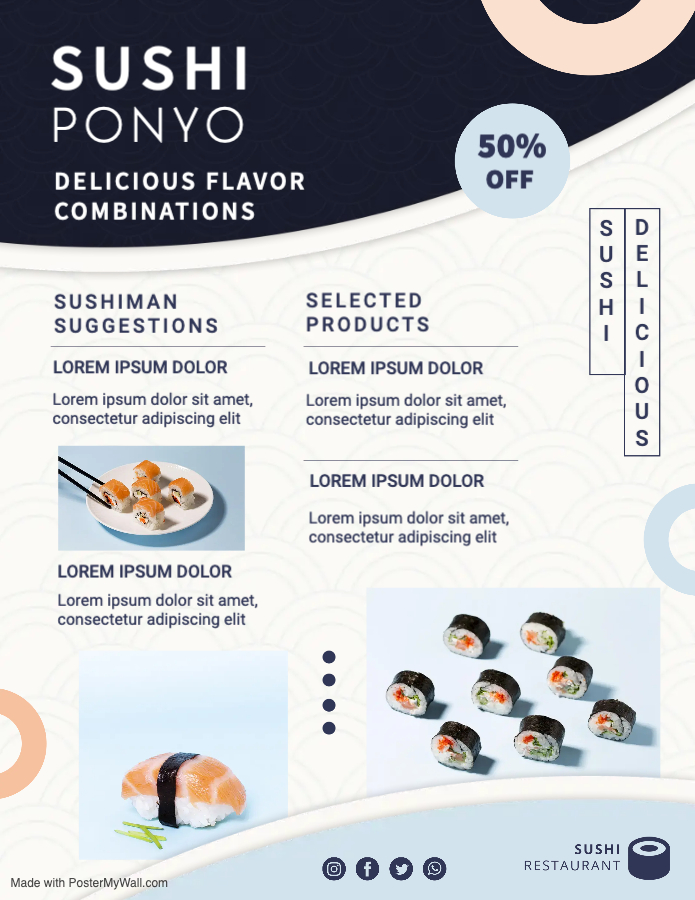 SUSHI
PONYO
DELICIOUS FLAVOR
COMBINATIONS
50%
OFF
SUSHI
DELICIOUS
SUSHIMAN
SUGGESTIONS
LOREM IPSUM DOLOR
Lorem ipsum dolor sit amet,
consectetur adipiscing elit
LOREM IPSUM DOLOR
Lorem ipsum dolor sit amet,
consectetur adipiscing elit
SELECTED
PRODUCTS
LOREM IPSUM DOLOR
Lorem ipsum dolor sit amet,
consectetur adipiscing elit
LOREM IPSUM DOLOR
Lorem ipsum dolor sit amet,
consectetur adipiscing elit
SUSHI
RESTAURANT
Made with PosterMyWall.com